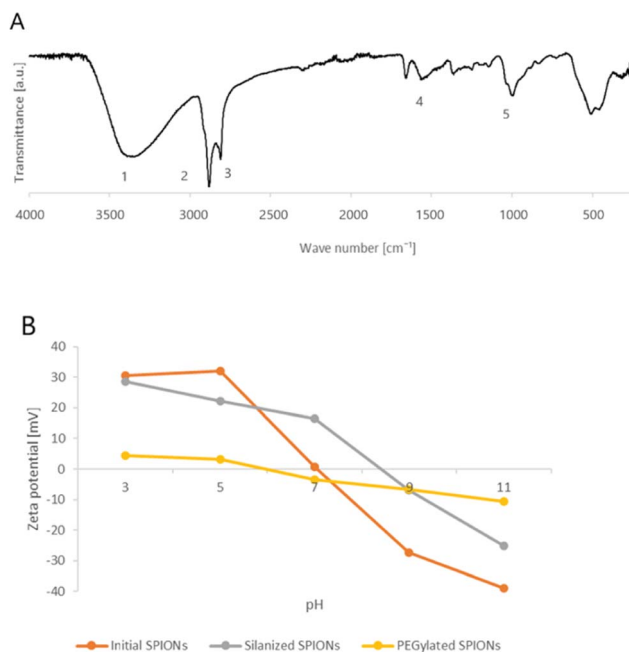 A
Transmittance [a.u.]
1
2
3
4
5
4000 3500 3000 2500 2000 1500 1000 500
Wave number [cm⁻¹]
B
Zeta potential [mV]
40
30
20
10
0
-10
-20
-30
-40
3 5 7 9 11
pH
Initial SPIONs Silanized SPIONs PEGylated SPIONs